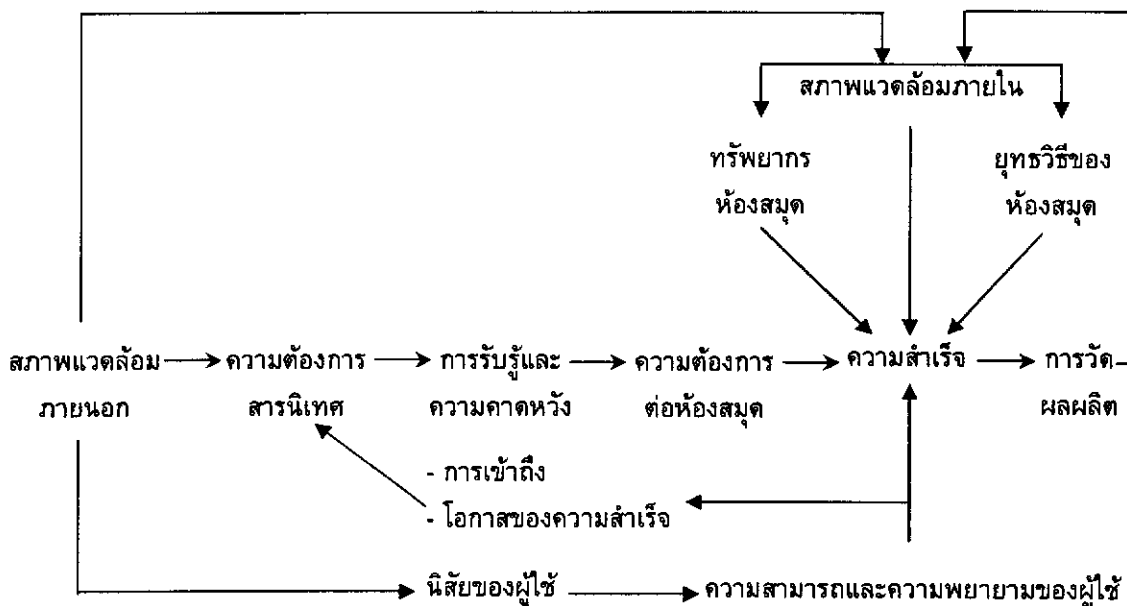 สภาพแวดล้อมภายใน
ทรัพยากร
ห้องสมุด
ยุทธวิธีของ
ห้องสมุด
สภาพแวดล้อม
ภายนอก
ความต้องการ
สารนิเทศ
การรับรู้และ
ความคาดหวัง
ความต้องการ
ต่อห้องสมุด
ความสำเร็จ
การวัด
ผลผลิต
- การเข้าถึง
- โอกาสของความสำเร็จ
นิสัยของผู้ใช้
ความสามารถและความพยายามของผู้ใช้